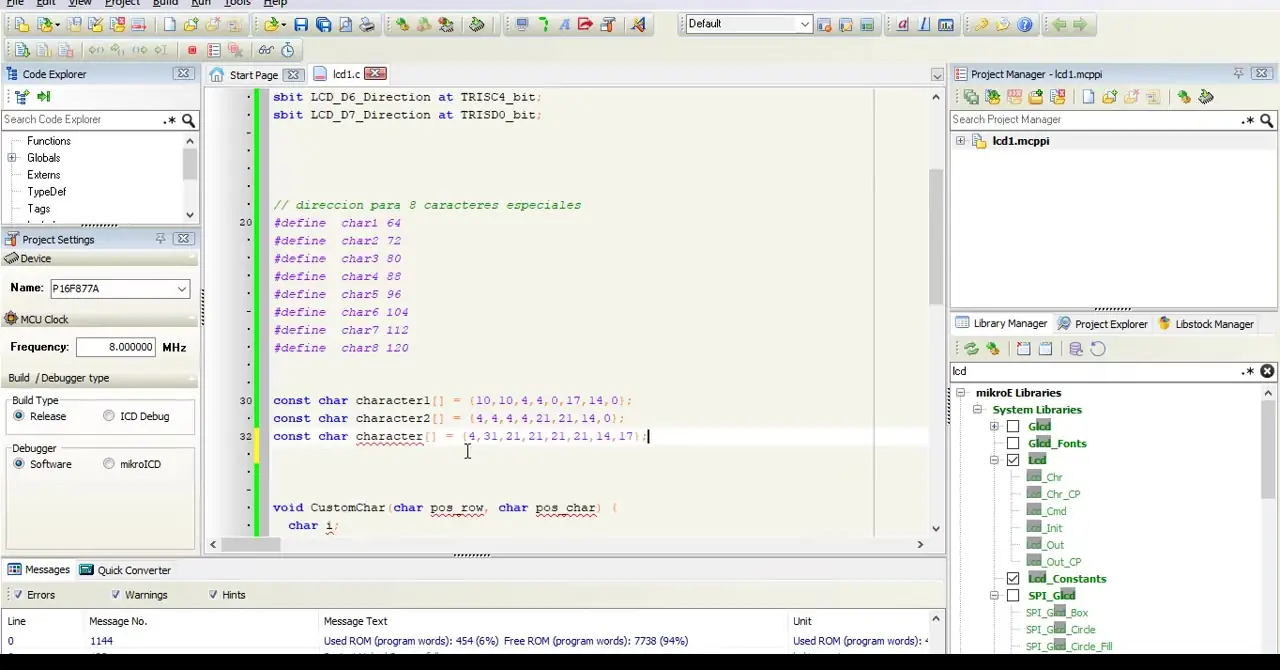 File Edit View Project Build Run Tools Help
Default
Code Explorer
Start Page
lcd1.c
Project Manager - lcd1.mcppi
Search Code Explorer
.*
Search Project Manager
.*
Functions
Globals
Externs
TypeDef
Tags
lcd1.mcppi
Project Settings
Device
Name: P16F877A
MCU Clock
Frequency: 8.000000 MHz
Build / Debugger type
Build Type
Release
ICD Debug
Debugger
Software
mikroICD
sbit LCD_D6_Direction at TRISC4_bit;
sbit LCD_D7_Direction at TRISD0_bit;
// direccion para 8 caracteres especiales
20 #define char1 64
#define char2 72
#define char3 80
#define char4 88
#define char5 96
#define char6 104
#define char7 112
#define char8 120
30 const char character1[] = {10,10,4,4,0,17,14,0};
const char character2[] = {4,4,4,4,21,21,14,0};
32 const char character[] = {4,31,21,21,21,21,14,17};
void CustomChar(char pos_row, char pos_char) {
char i;
Library Manager
Project Explorer
Libstock Manager
lcd
.*
mikroE Libraries
System Libraries
Glcd
Glcd_Fonts
Lcd
Lcd_Chr
Lcd_Chr_CP
Lcd_Cmd
Lcd_Init
Lcd_Out
Lcd_Out_CP
Lcd_Constants
SPI_Glcd
SPI_Glcd_Box
SPI_Glcd_Circle
SPI_Glcd_Circle_Fill
Messages
Quick Converter
Errors
Warnings
Hints
Line Message No. Message Text Unit
0 1144 Used ROM (program words): 454 (6%) Free ROM (program words): 7738 (94%) Used ROM (program words): 4